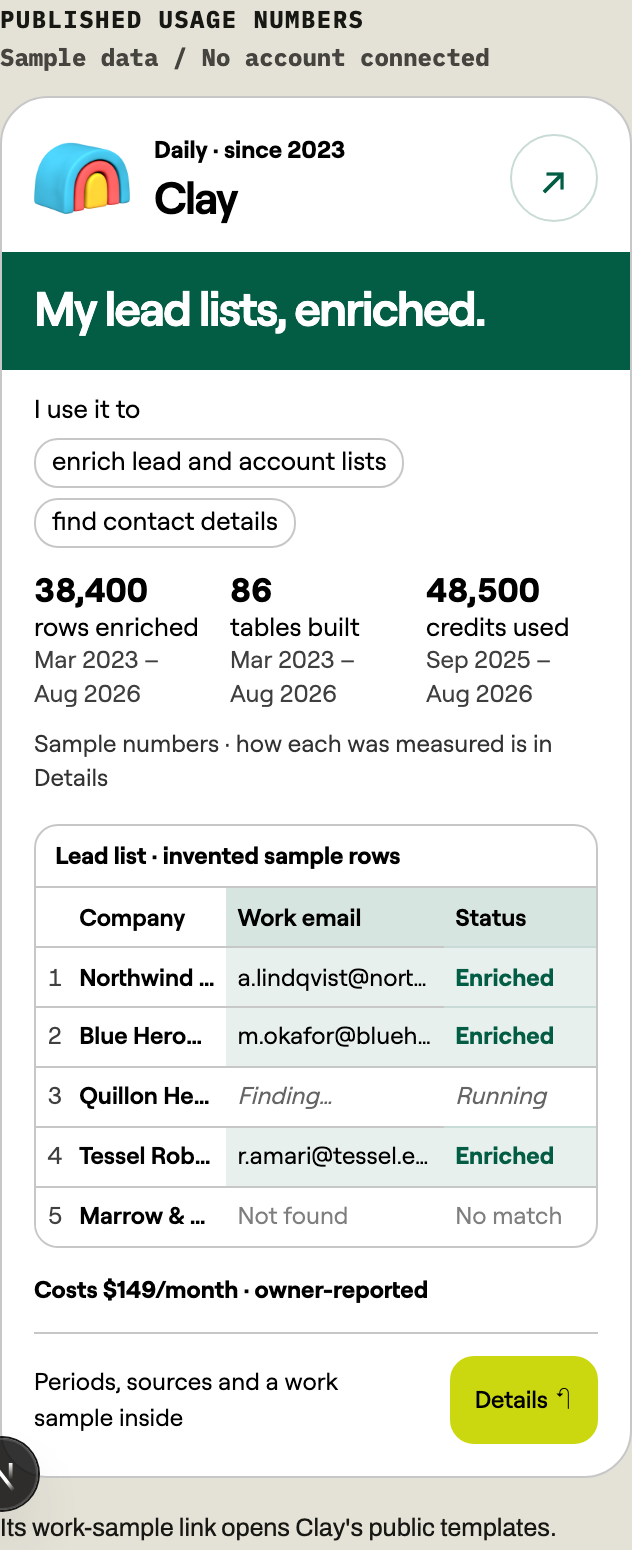 PUBLISHED USAGE NUMBERS
Sample data / No account connected
Daily · since 2023
Clay
My lead lists, enriched.
I use it to
enrich lead and account lists
find contact details
38,400 86 48,500
rows enriched tables built credits used
Mar 2023 – Mar 2023 – Sep 2025 –
Aug 2026 Aug 2026 Aug 2026
Sample numbers · how each was measured is in
Details
Lead list · invented sample rows
Company Work email Status
1 Northwind ... a.lindqvist@nort... Enriched
2 Blue Hero... m.okafor@blueh... Enriched
3 Quillon He... Finding... Running
4 Tessel Rob... r.amari@tessel.e... Enriched
5 Marrow & ... Not found No match
Costs $149/month · owner-reported
Periods, sources and a work
sample inside
Details
N
Its work-sample link opens Clay's public templates.